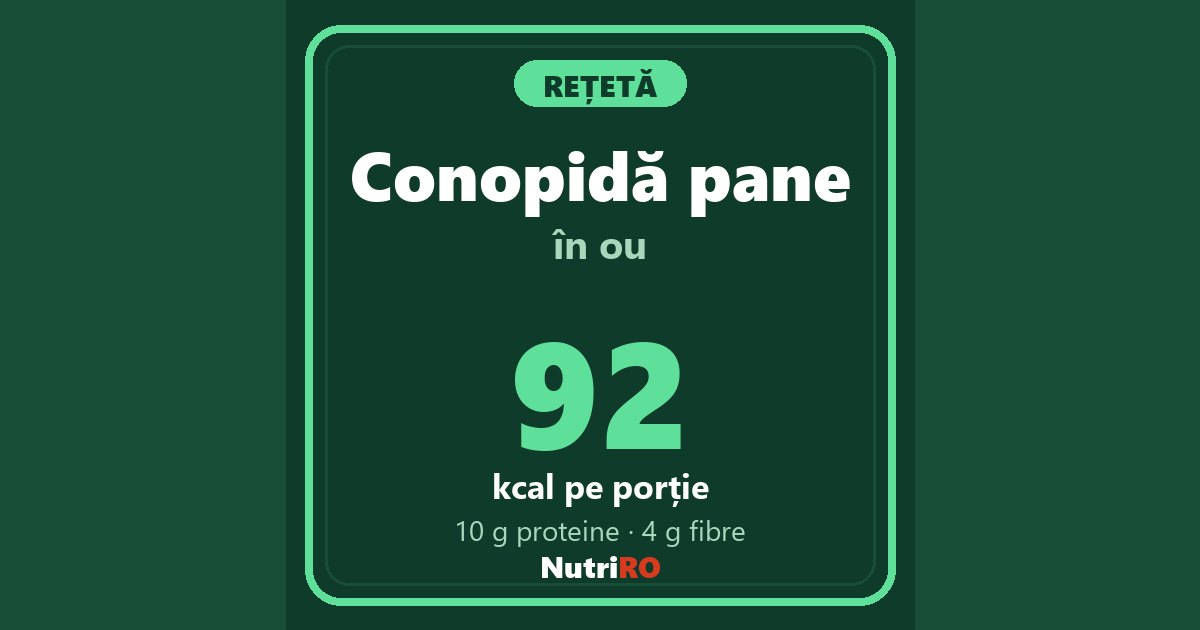 REȚETĂ
Conopidă pane
în ou
92
kcal pe porție
10 g proteine · 4 g fibre
NutriRO